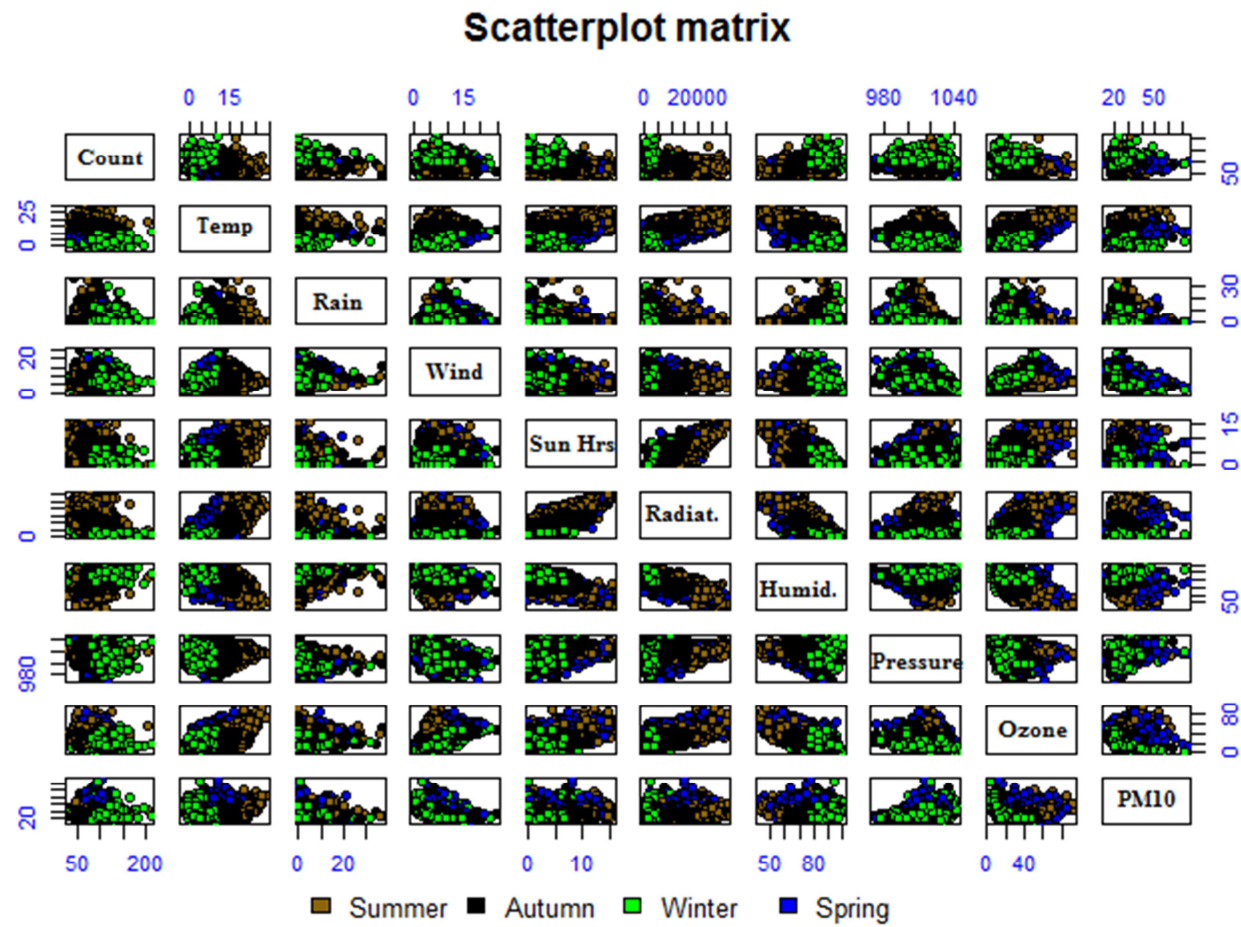 Scatterplot matrix
0 15 0 15 0 20000 980 1040 20 50
Count 50
25 0 Temp
Rain 30 0
20 0 Wind
Sun Hrs 15 0
0 Radiat.
Humid. 50
980 Pressure
Ozone 80 0
20 PM10
50 200 0 20 0 10 50 80 0 40
Summer Autumn Winter Spring